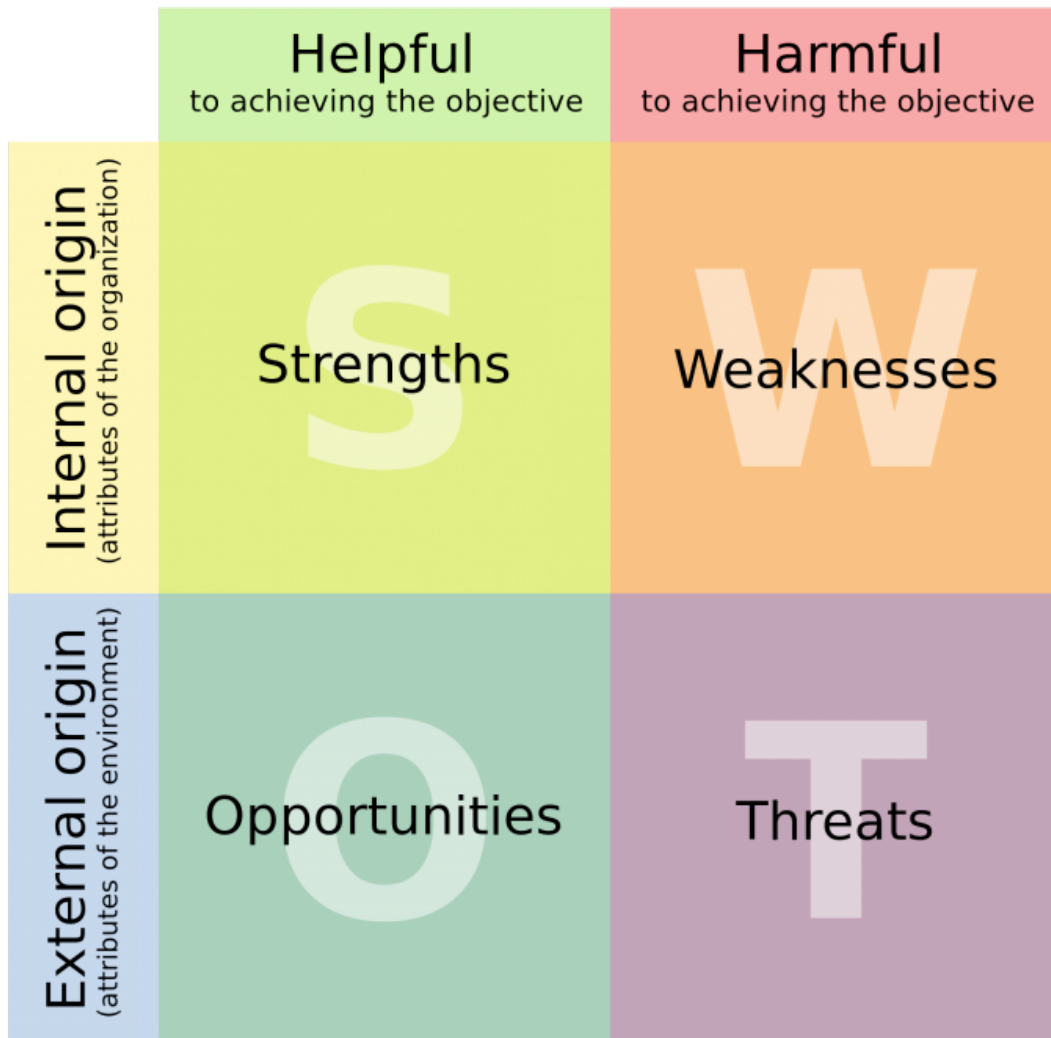 Helpful
to achieving the objective
Harmful
to achieving the objective
Internal origin
(attributes of the organization)
S
Strengths
W
Weaknesses
External origin
(attributes of the environment)
O
Opportunities
T
Threats